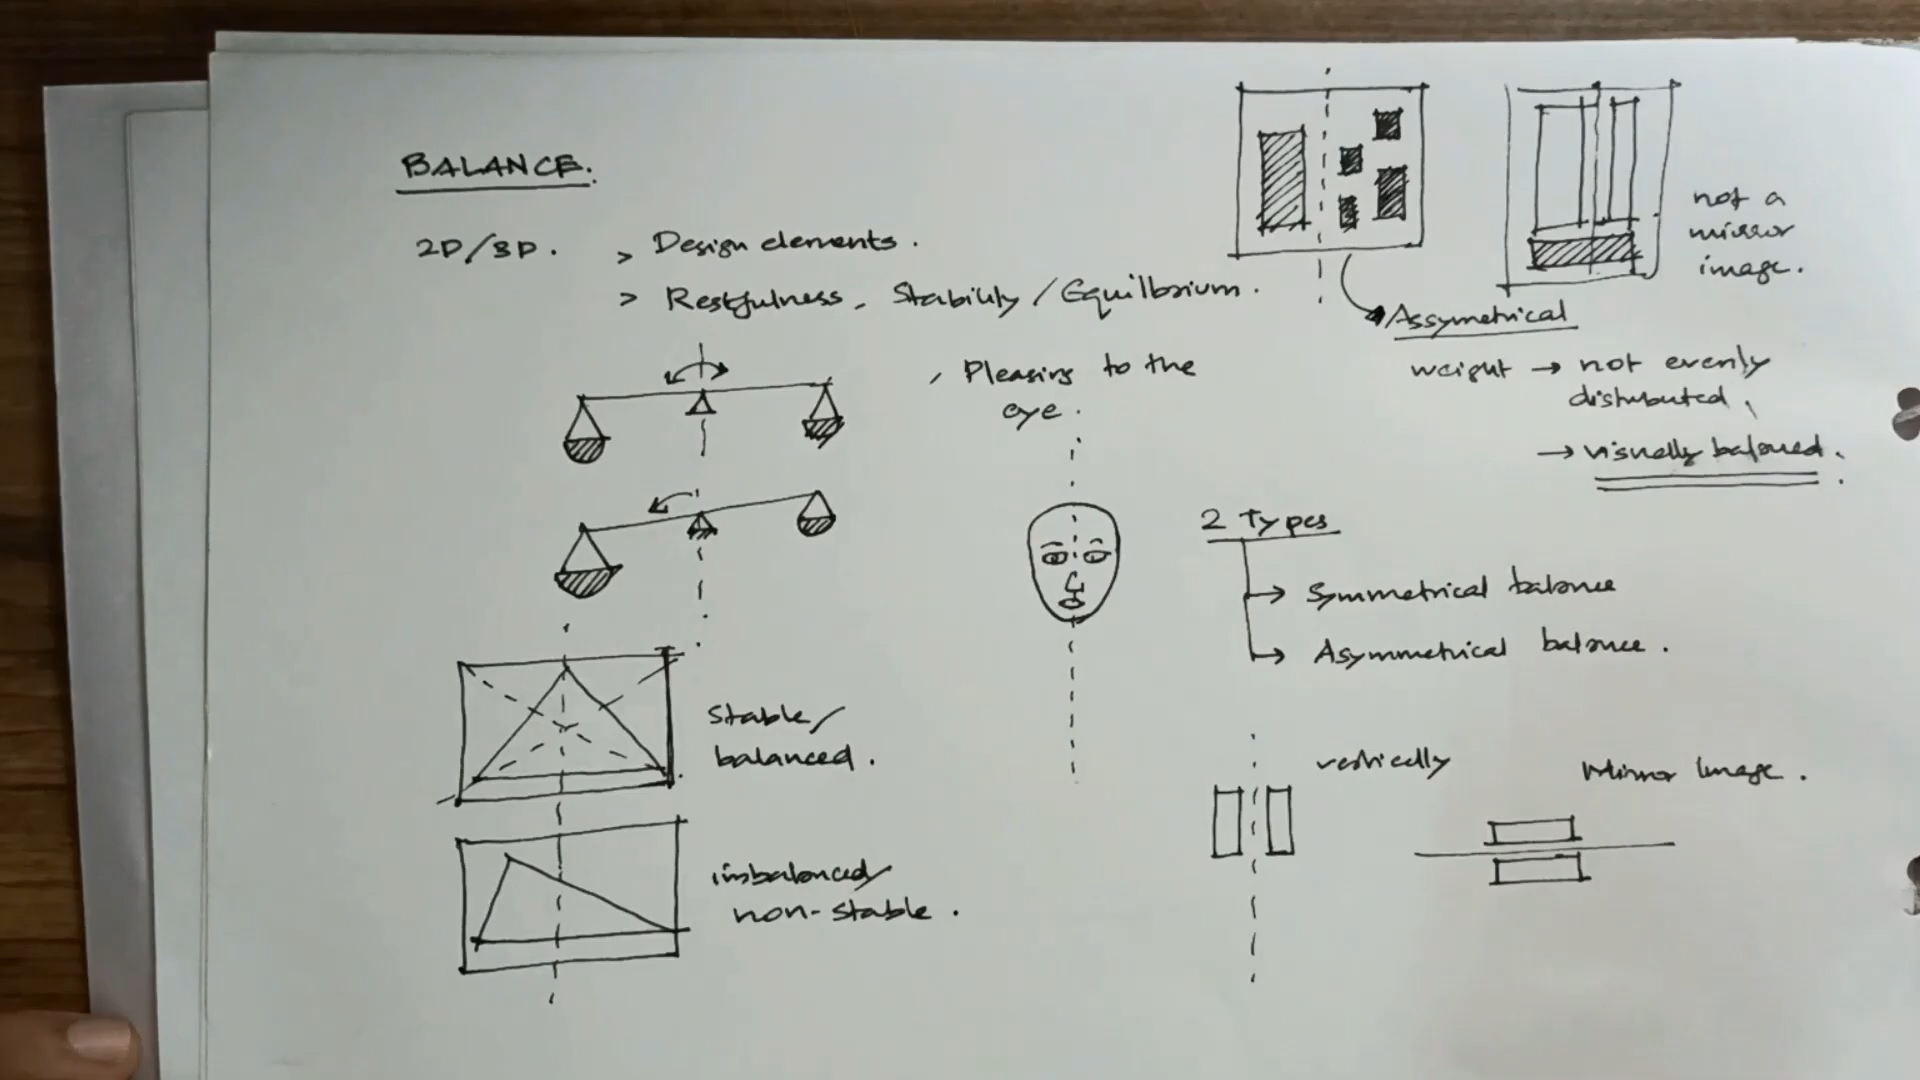 BALANCE.
2D/3D. > Design elements.
> Restfulness, Stability/Equilbrium.
, Pleasing to the
eye.
not a
mirror
image.
Assymetrical
weight → not evenly
distributed,
→ visually balanced.
2 Types
→ Symmetrical balance
→ Asymmetrical balance.
Stable/
balanced.
vertically
Mirror Image.
imbalanced/
non-stable.